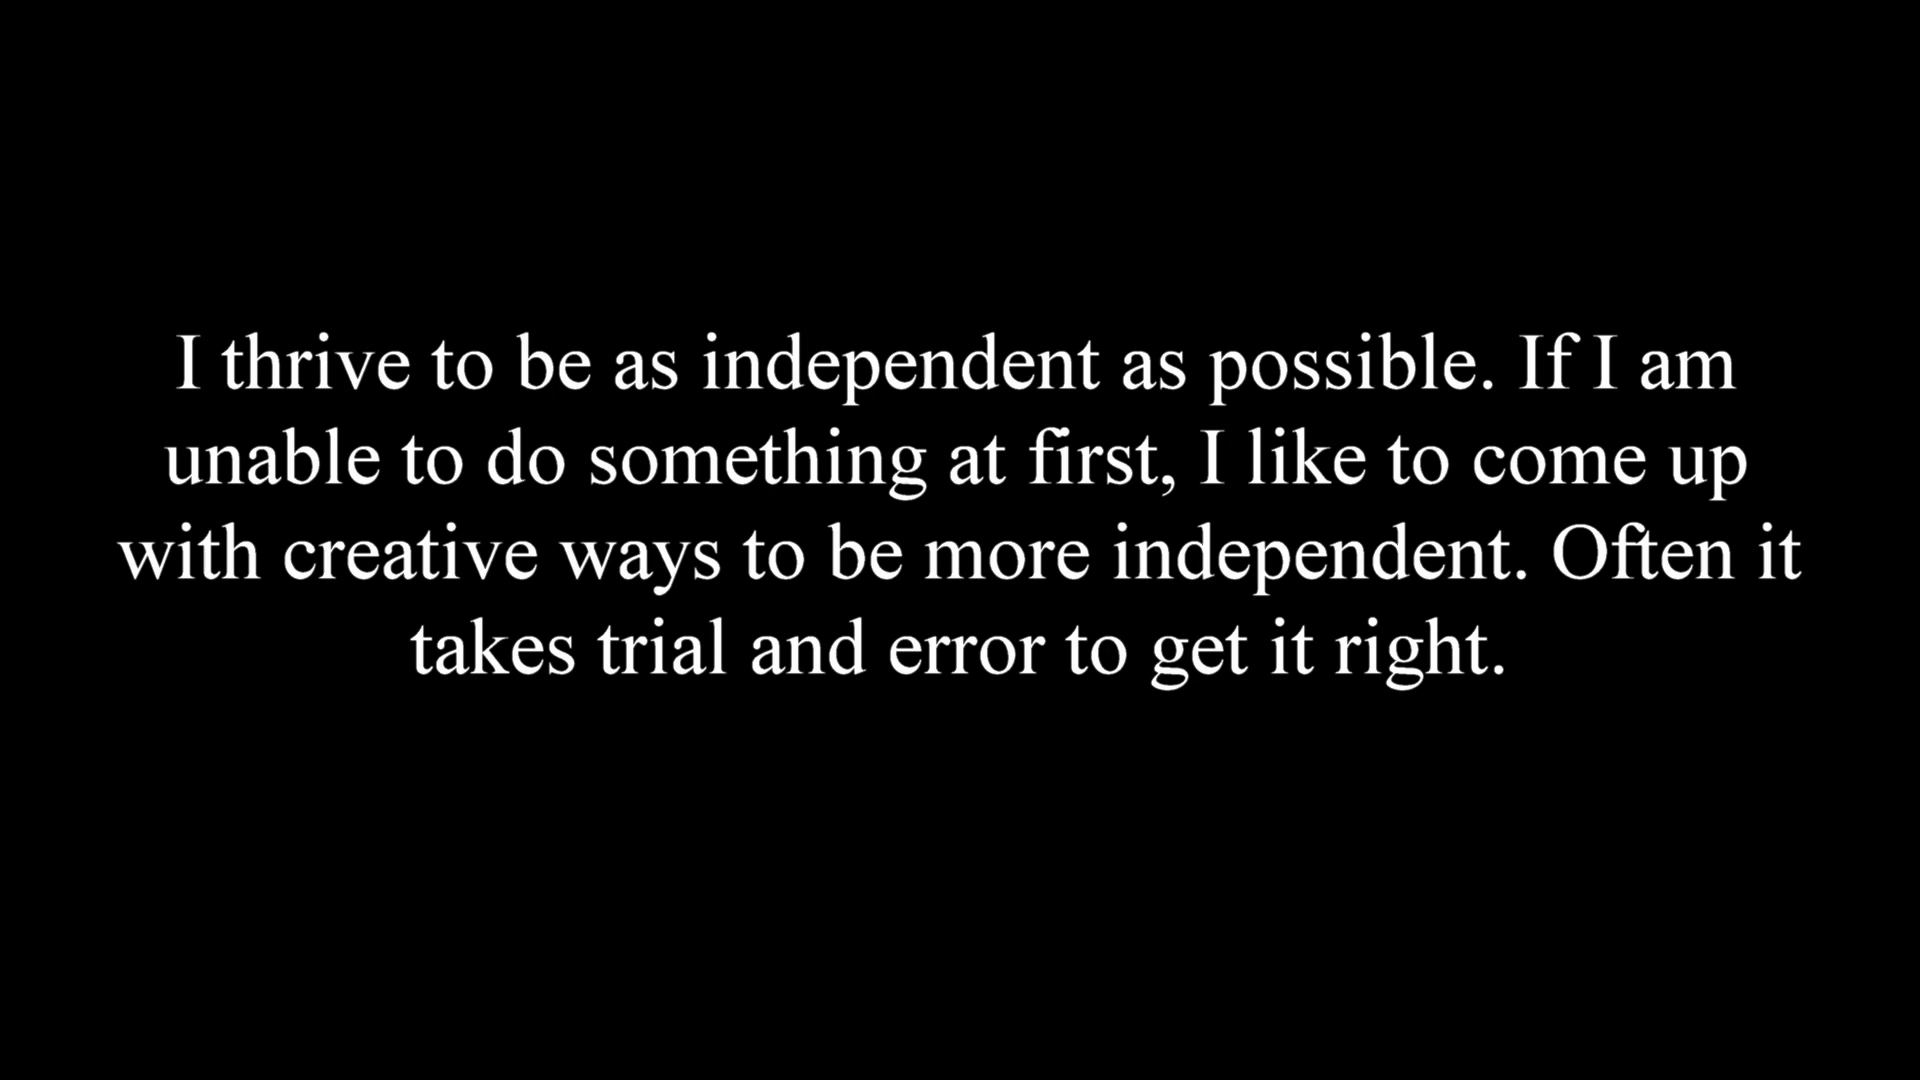 I thrive to be as independent as possible. If I am
unable to do something at first, I like to come up
with creative ways to be more independent. Often it
takes trial and error to get it right.